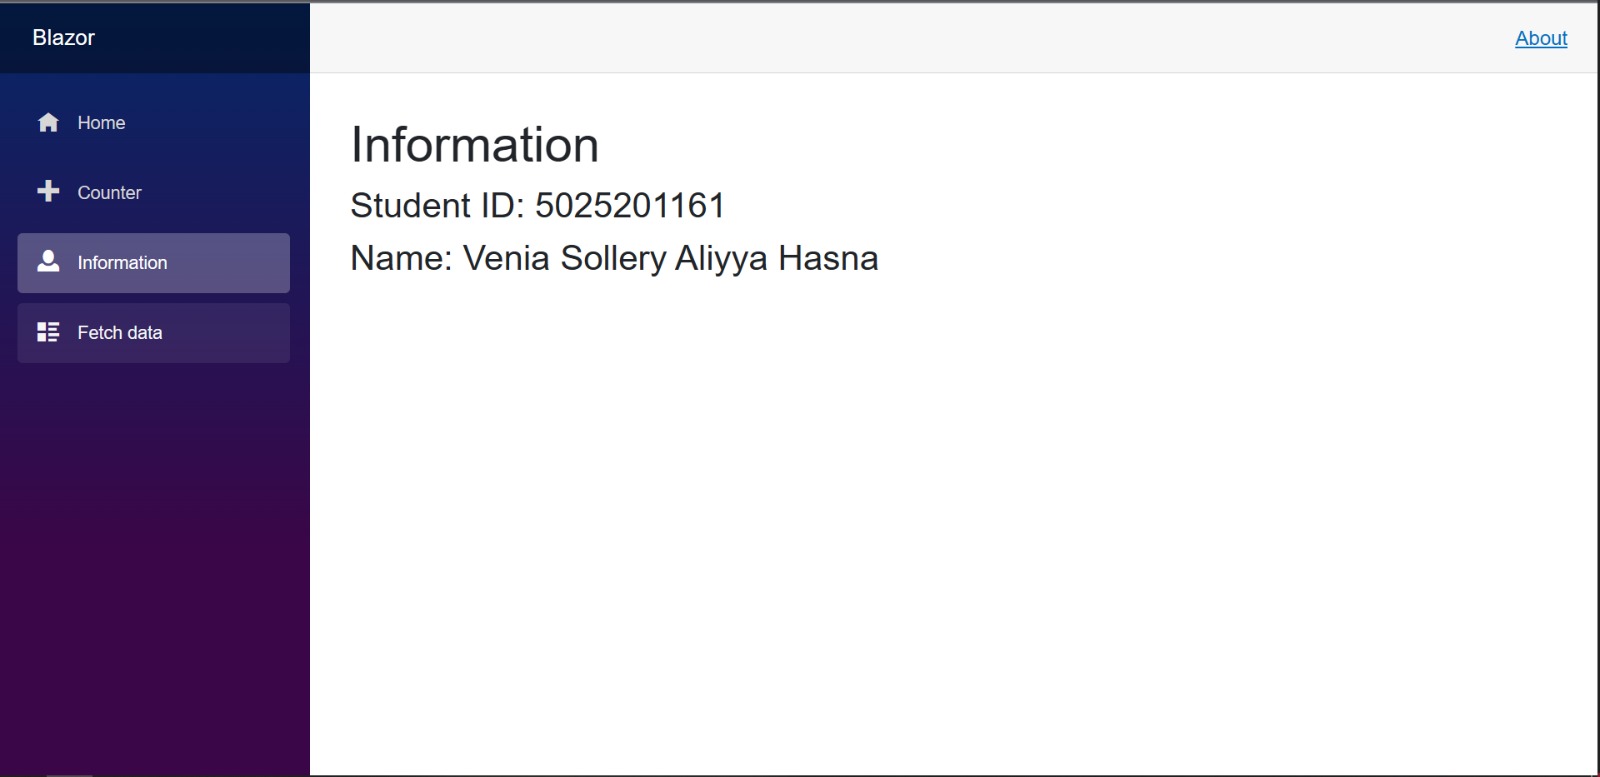 Blazor
About
Home
Counter
Information
Fetch data
Information
Student ID: 5025201161
Name: Venia Sollery Aliyya Hasna